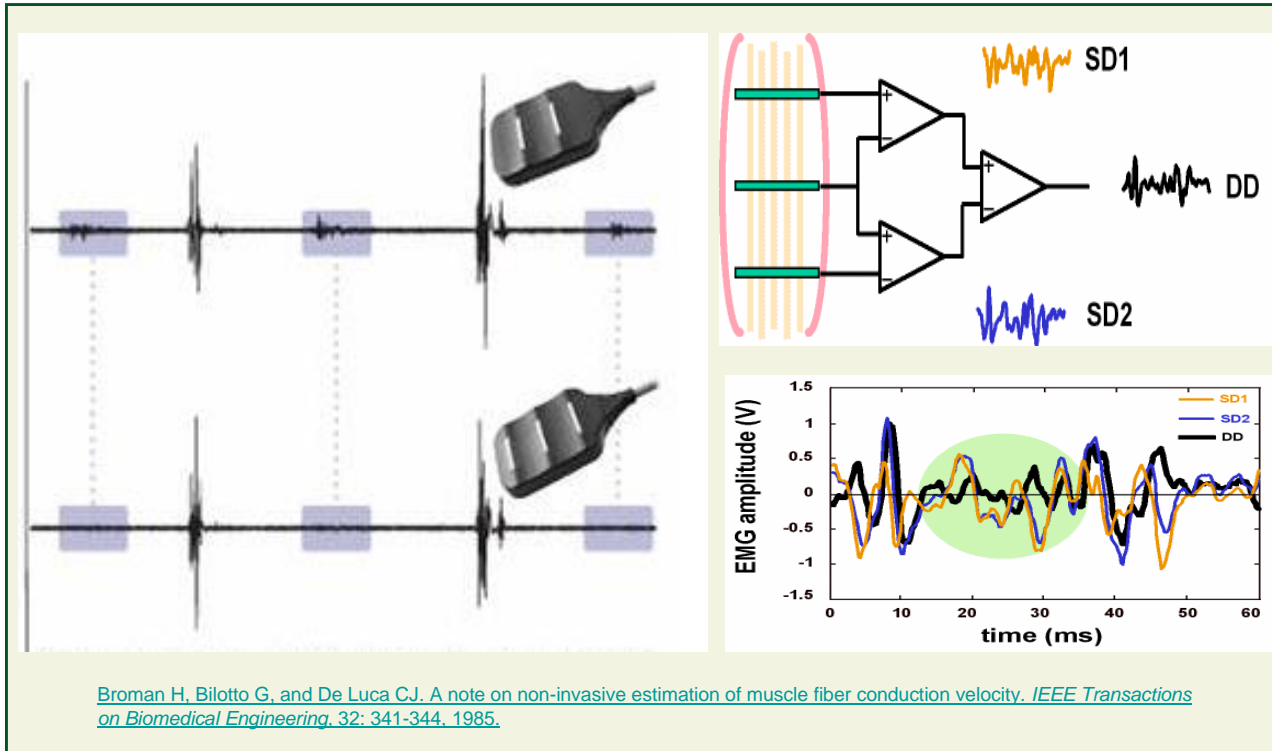 SD1
+
−
+
−
DD
+
−
SD2
1.5
1
0.5
0
-0.5
-1
-1.5
EMG amplitude (V)
SD1
SD2
DD
0
10
20
30
40
50
60
time (ms)
Broman H, Bilotto G, and De Luca CJ. A note on non-invasive estimation of muscle fiber conduction velocity. IEEE Transactions
on Biomedical Engineering, 32: 341-344, 1985.